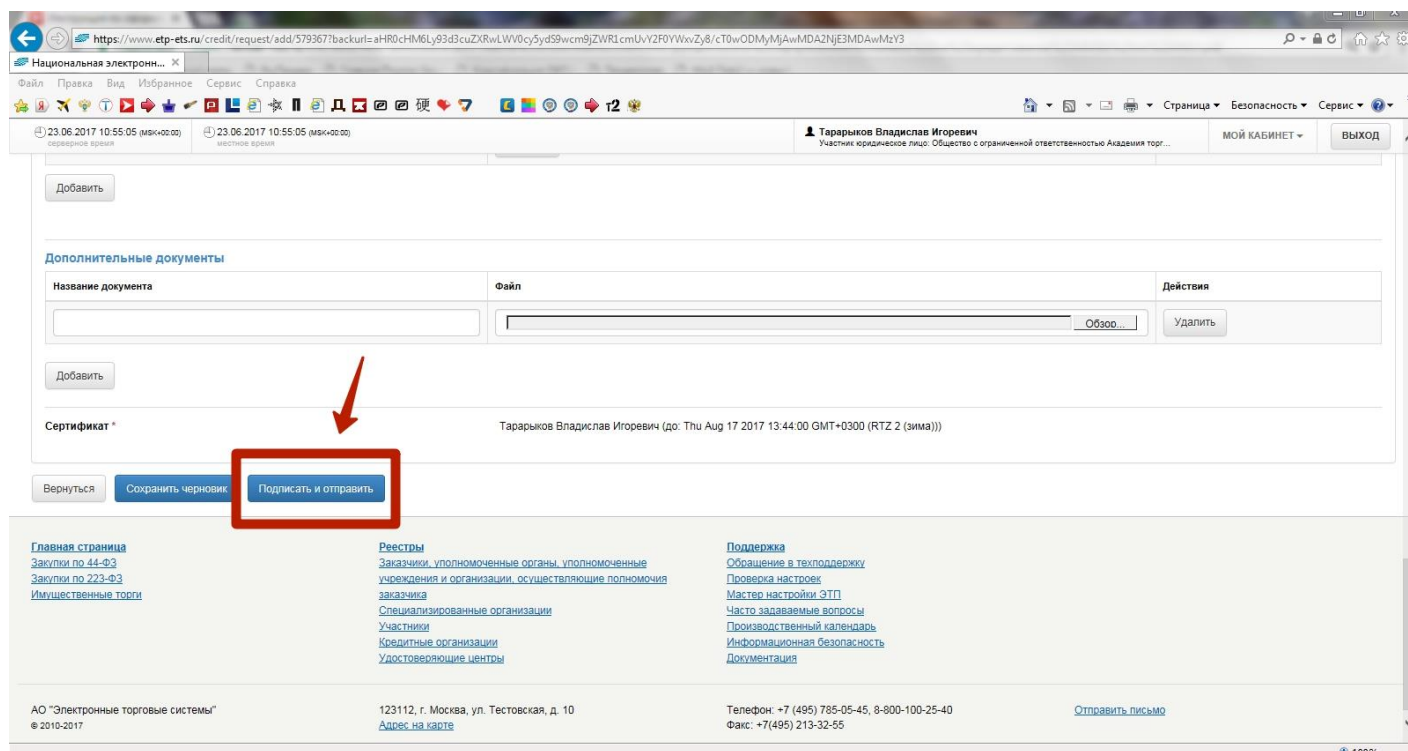 https://www.etp-ets.ru/credit/request/add/579367?backurl=aHR0cHM6Ly93d3cuZXRwLWV0cy5ydS9wcm9jZWR1cmUvY2F0YWxvZy8/cT0wODMyMjAwMDA2NjE3MDAwMzY3
Национальная электронн...
Файл Правка Вид Избранное Сервис Справка
Страница Безопасность Сервис
23.06.2017 10:55:05 (MSK+00:00) 23.06.2017 10:55:05 (MSK+00:00) Тарарыков Владислав Игоревич МОЙ КАБИНЕТ ВЫХОД
серверное время местное время Участник юридическое лицо: Общество с ограниченной ответственностью Академия торг...
Добавить
Дополнительные документы
Название документа Файл Действия
Обзор... Удалить
Добавить
Сертификат * Тарарыков Владислав Игоревич (до: Thu Aug 17 2017 13:44:00 GMT+0300 (RTZ 2 (зима)))
Вернуться Сохранить черновик Подписать и отправить
Главная страница Реестры Поддержка
Закупки по 44-ФЗ Заказчики, уполномоченные органы, уполномоченные Обращение в техподдержку
Закупки по 223-ФЗ учреждения и организации, осуществляющие полномочия Проверка настроек
Имущественные торги заказчика Мастер настройки ЭТП
Специализированные организации Часто задаваемые вопросы
Участники Производственный календарь
Кредитные организации Информационная безопасность
Удостоверяющие центры Документация
АО "Электронные торговые системы" 123112, г. Москва, ул. Тестовская, д. 10 Телефон: +7 (495) 785-05-45, 8-800-100-25-40 Отправить письмо
© 2010-2017 Адрес на карте Факс: +7(495) 213-32-55